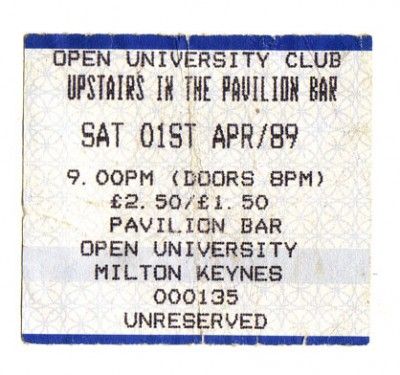 OPEN UNIVERSITY CLUB
UPSTAIRS IN THE PAVILION BAR
SAT 01ST APR/89
9.00PM (DOORS 8PM)
£2.50/£1.50
PAVILION BAR
OPEN UNIVERSITY
MILTON KEYNES
000135
UNRESERVED